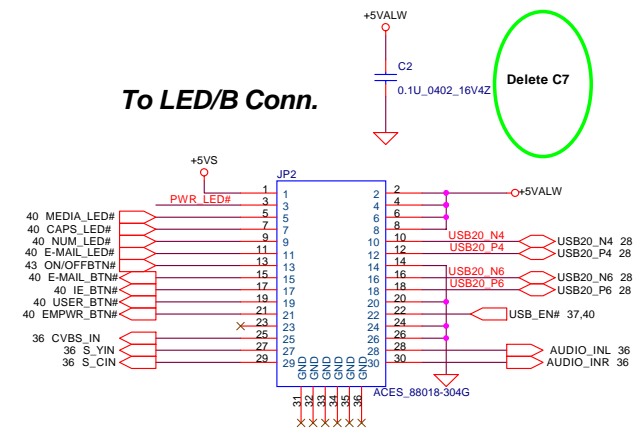 +5VALW
C2
0.1U_0402_16V4Z
Delete C7
To LED/B Conn.
+5VS
JP2
+5VALW
PWR_LED#
1 1 2 2
3 3 4 4
40 MEDIA_LED# 5 5 6 6
40 CAPS_LED# 7 7 8 8
40 NUM_LED# 9 9 10 10 USB20_N4 USB20_N4 28
40 E-MAIL_LED# 11 11 12 12 USB20_P4 USB20_P4 28
43 ON/OFFBTN# 13 13 14 14
40 E-MAIL_BTN# 15 15 16 16 USB20_N6 USB20_N6 28
40 IE_BTN# 17 17 18 18 USB20_P6 USB20_P6 28
40 USER_BTN# 19 19 20 20
40 EMPWR_BTN# 21 21 22 22 USB_EN# 37,40
23 23 24 24
36 CVBS_IN 25 25 26 26
36 S_YIN 27 27 28 28 AUDIO_INL 36
36 S_CIN 29 29 30 30 AUDIO_INR 36
GND GND GND GND GND GND
31 32 33 34 35 36
ACES_88018-304G